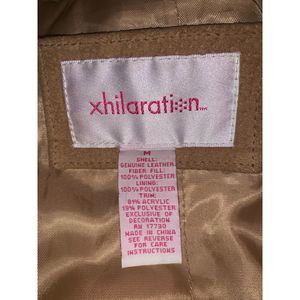 xhilaration™
M
SHELL:
GENUINE LEATHER
FIBER FILL:
100% POLYESTER
LINING:
100% POLYESTER
TRIM:
81% ACRYLIC
19% POLYESTER
EXCLUSIVE OF
DECORATION
RN 17730
MADE IN CHINA
SEE REVERSE
FOR CARE
INSTRUCTIONS